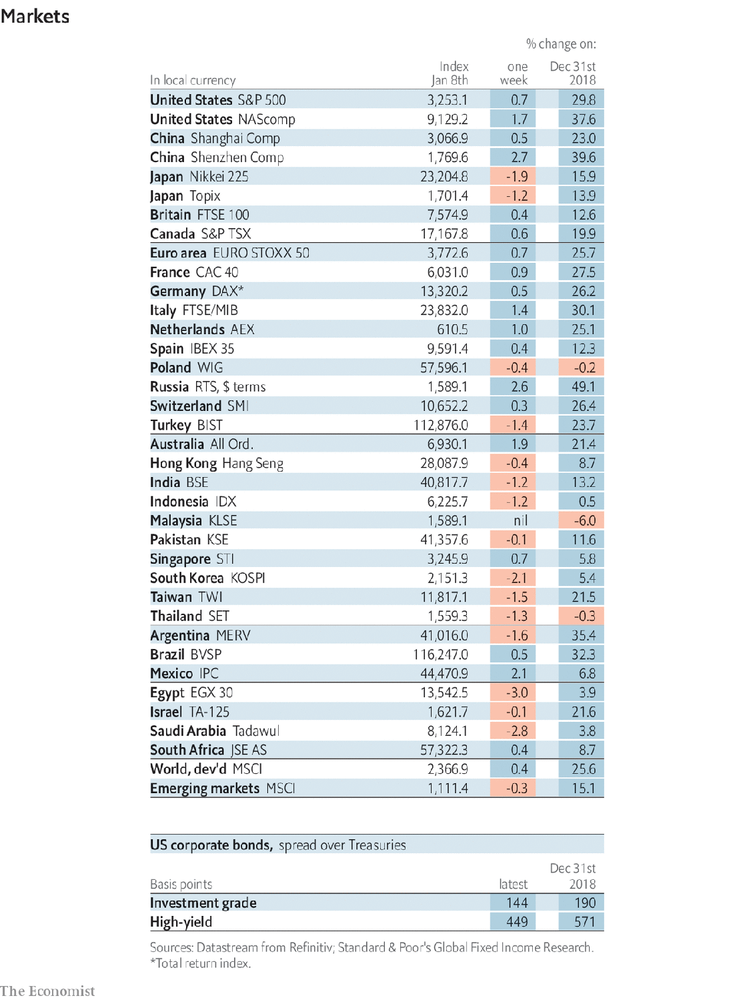 Markets
% change on:
Index one Dec 31st
In local currency Jan 8th week 2018
United States S&P 500 3,253.1 0.7 29.8
United States NAScomp 9,129.2 1.7 37.6
China Shanghai Comp 3,066.9 0.5 23.0
China Shenzhen Comp 1,769.6 2.7 39.6
Japan Nikkei 225 23,204.8 -1.9 15.9
Japan Topix 1,701.4 -1.2 13.9
Britain FTSE 100 7,574.9 0.4 12.6
Canada S&P TSX 17,167.8 0.6 19.9
Euro area EURO STOXX 50 3,772.6 0.7 25.7
France CAC 40 6,031.0 0.9 27.5
Germany DAX* 13,320.2 0.5 26.2
Italy FTSE/MIB 23,832.0 1.4 30.1
Netherlands AEX 610.5 1.0 25.1
Spain IBEX 35 9,591.4 0.4 12.3
Poland WIG 57,596.1 -0.4 -0.2
Russia RTS, $ terms 1,589.1 2.6 49.1
Switzerland SMI 10,652.2 0.3 26.4
Turkey BIST 112,876.0 -1.4 23.7
Australia All Ord. 6,930.1 1.9 21.4
Hong Kong Hang Seng 28,087.9 -0.4 8.7
India BSE 40,817.7 -1.2 13.2
Indonesia IDX 6,225.7 -1.2 0.5
Malaysia KLSE 1,589.1 nil -6.0
Pakistan KSE 41,357.6 -0.1 11.6
Singapore STI 3,245.9 0.7 5.8
South Korea KOSPI 2,151.3 -2.1 5.4
Taiwan TWI 11,817.1 -1.5 21.5
Thailand SET 1,559.3 -1.3 -0.3
Argentina MERV 41,016.0 -1.6 35.4
Brazil BVSP 116,247.0 0.5 32.3
Mexico IPC 44,470.9 2.1 6.8
Egypt EGX 30 13,542.5 -3.0 3.9
Israel TA-125 1,621.7 -0.1 21.6
Saudi Arabia Tadawul 8,124.1 -2.8 3.8
South Africa JSE AS 57,322.3 0.4 8.7
World, dev'd MSCI 2,366.9 0.4 25.6
Emerging markets MSCI 1,111.4 -0.3 15.1
US corporate bonds, spread over Treasuries
Dec 31st
Basis points latest 2018
Investment grade 144 190
High-yield 449 571
Sources: Datastream from Refinitiv; Standard & Poor's Global Fixed Income Research.
*Total return index.
The Economist